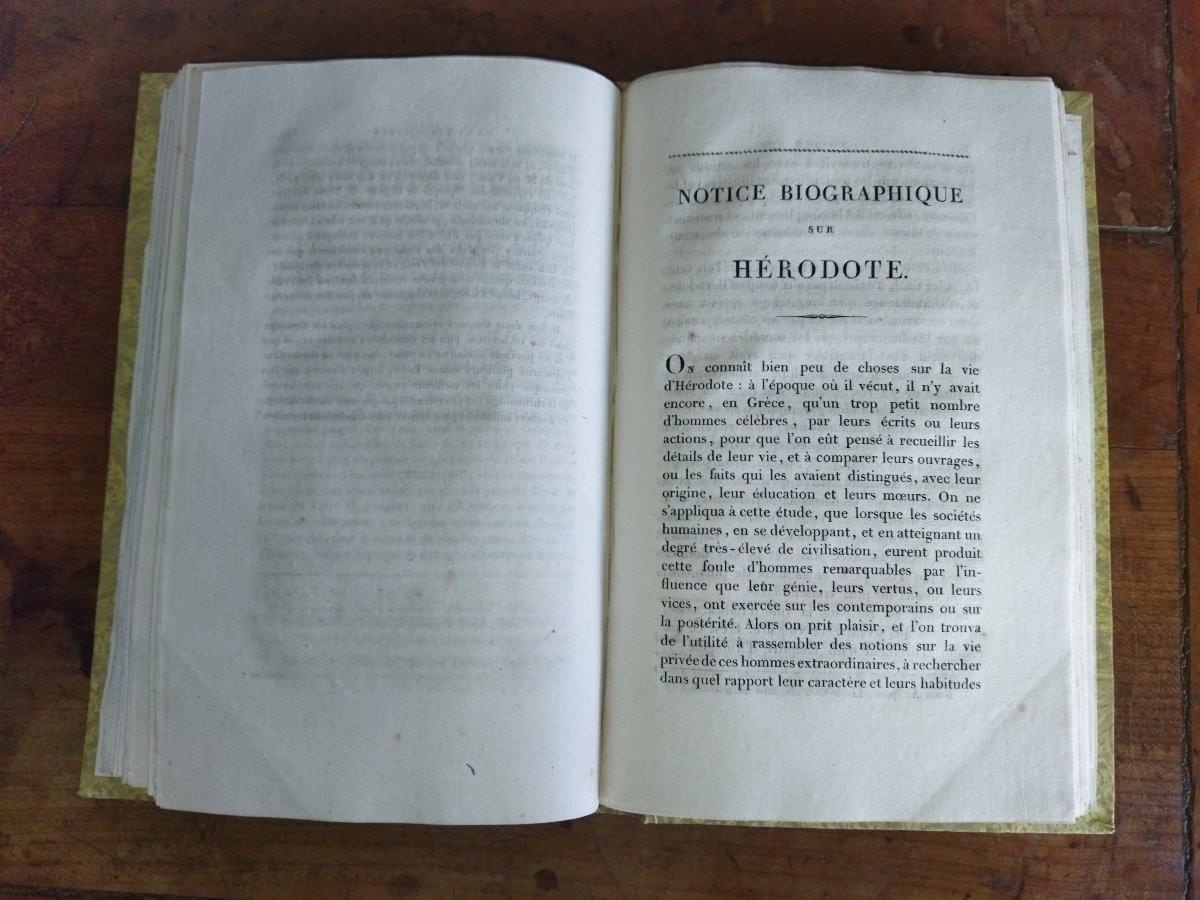 NOTICE BIOGRAPHIQUE
SUR
HÉRODOTE.
On connaît bien peu de choses sur la vie
d'Hérodote : à l'époque où il vécut, il n'y avait
encore, en Grèce, qu'un trop petit nombre
d'hommes célèbres, par leurs écrits ou leurs
actions, pour que l'on eût pensé à recueillir les
détails de leur vie, et à comparer leurs ouvrages,
ou les faits qui les avaient distingués, avec leur
origine, leur éducation et leurs mœurs. On ne
s'appliqua à cette étude, que lorsque les sociétés
humaines, en se développant, et en atteignant un
degré très-élevé de civilisation, eurent produit
cette foule d'hommes remarquables par l'in-
fluence que leur génie, leurs vertus, ou leurs
vices, ont exercée sur les contemporains ou sur
la postérité. Alors on prit plaisir, et l'on trouva
de l'utilité à rassembler des notions sur la vie
privée de ces hommes extraordinaires, à rechercher
dans quel rapport leur caractère et leurs habitudes